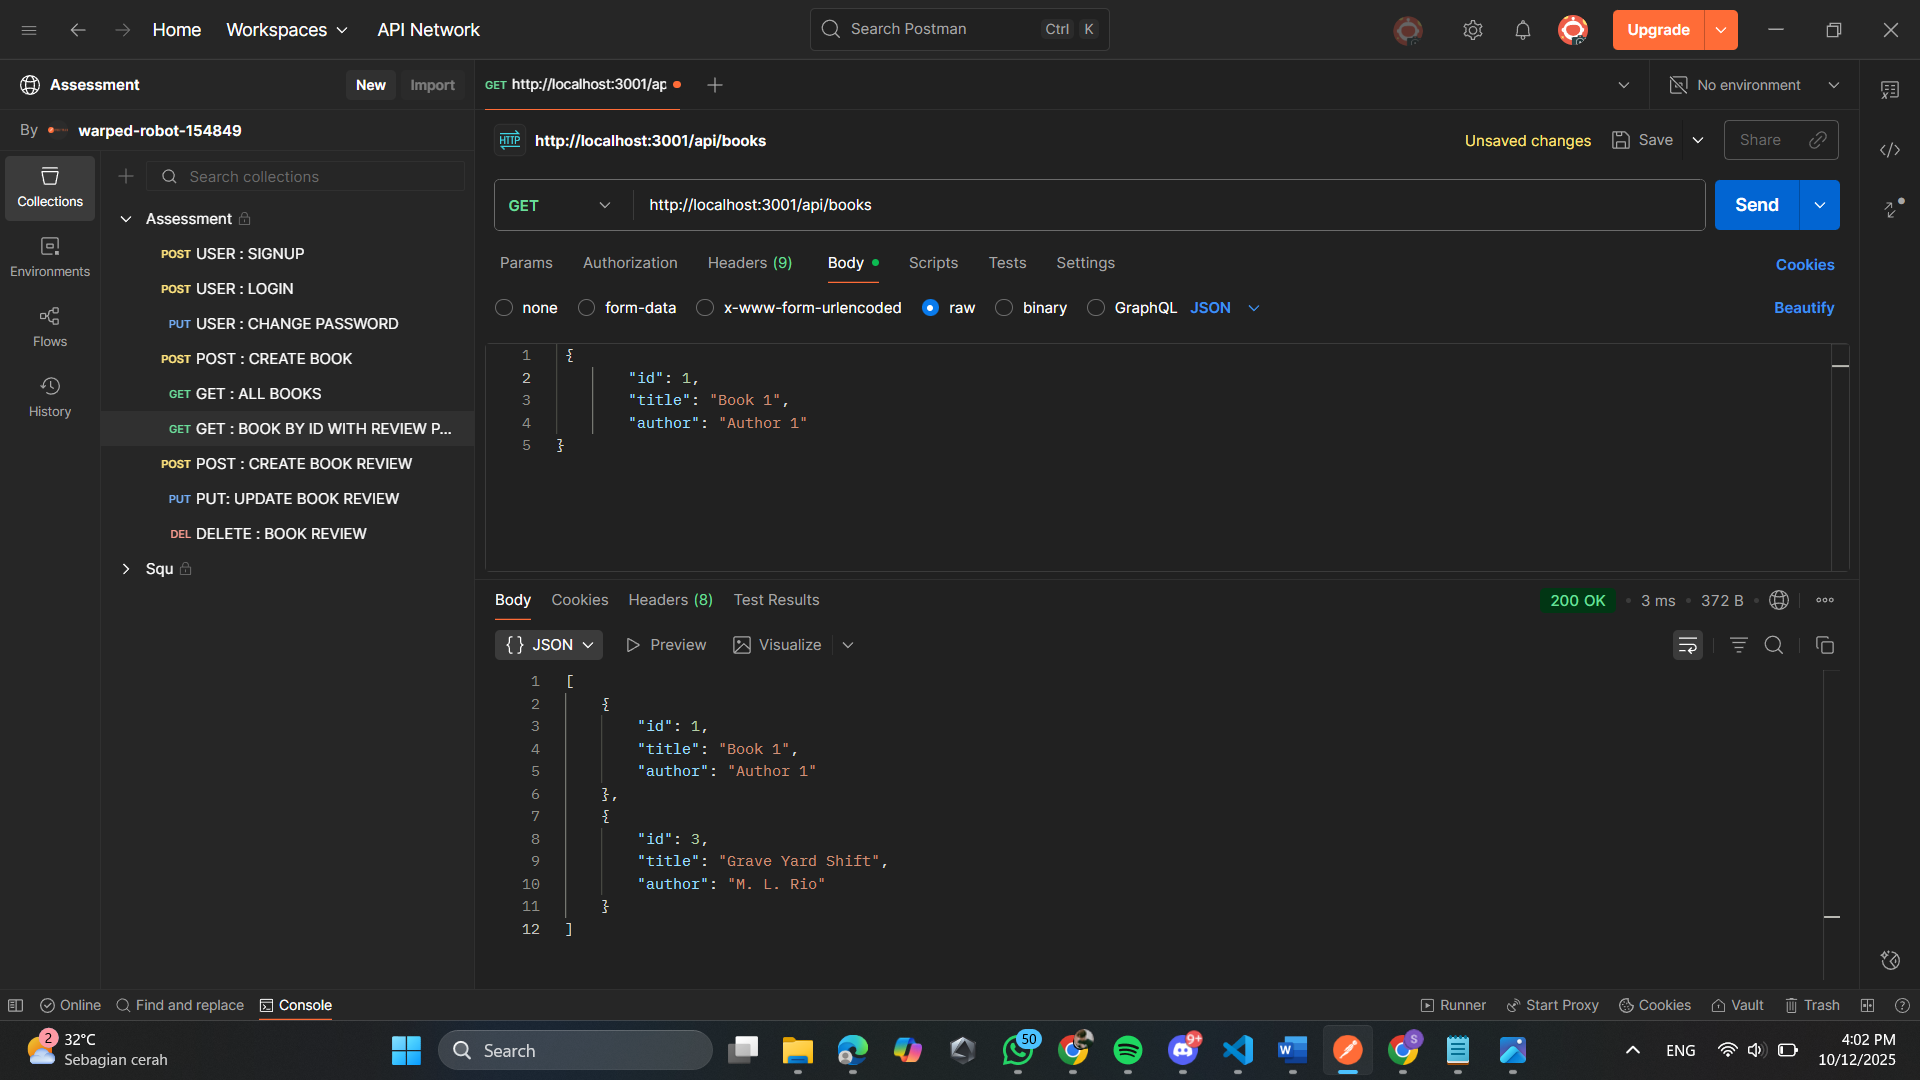 Home Workspaces API Network Search Postman Ctrl K Upgrade
Assessment New Import
By warped-robot-154849
Collections
Environments
Flows
History
Search collections
Assessment
POST USER : SIGNUP
POST USER : LOGIN
PUT USER : CHANGE PASSWORD
POST POST : CREATE BOOK
GET GET : ALL BOOKS
GET GET : BOOK BY ID WITH REVIEW P...
POST POST : CREATE BOOK REVIEW
PUT PUT: UPDATE BOOK REVIEW
DEL DELETE : BOOK REVIEW
Squ
GET http://localhost:3001/ap No environment
HTTP http://localhost:3001/api/books Unsaved changes Save Share
GET http://localhost:3001/api/books Send
Params Authorization Headers (9) Body Scripts Tests Settings Cookies
none form-data x-www-form-urlencoded raw binary GraphQL JSON Beautify
1 {
2 "id": 1,
3 "title": "Book 1",
4 "author": "Author 1"
5 }
Body Cookies Headers (8) Test Results 200 OK • 3 ms • 372 B
{} JSON Preview Visualize
1 [
2 {
3 "id": 1,
4 "title": "Book 1",
5 "author": "Author 1"
6 },
7 {
8 "id": 3,
9 "title": "Grave Yard Shift",
10 "author": "M. L. Rio"
11 }
12 ]
Online Find and replace Console Runner Start Proxy Cookies Vault Trash
2 32°C
Sebagian cerah
Search
50
9+
S
ENG
4:02 PM
10/12/2025